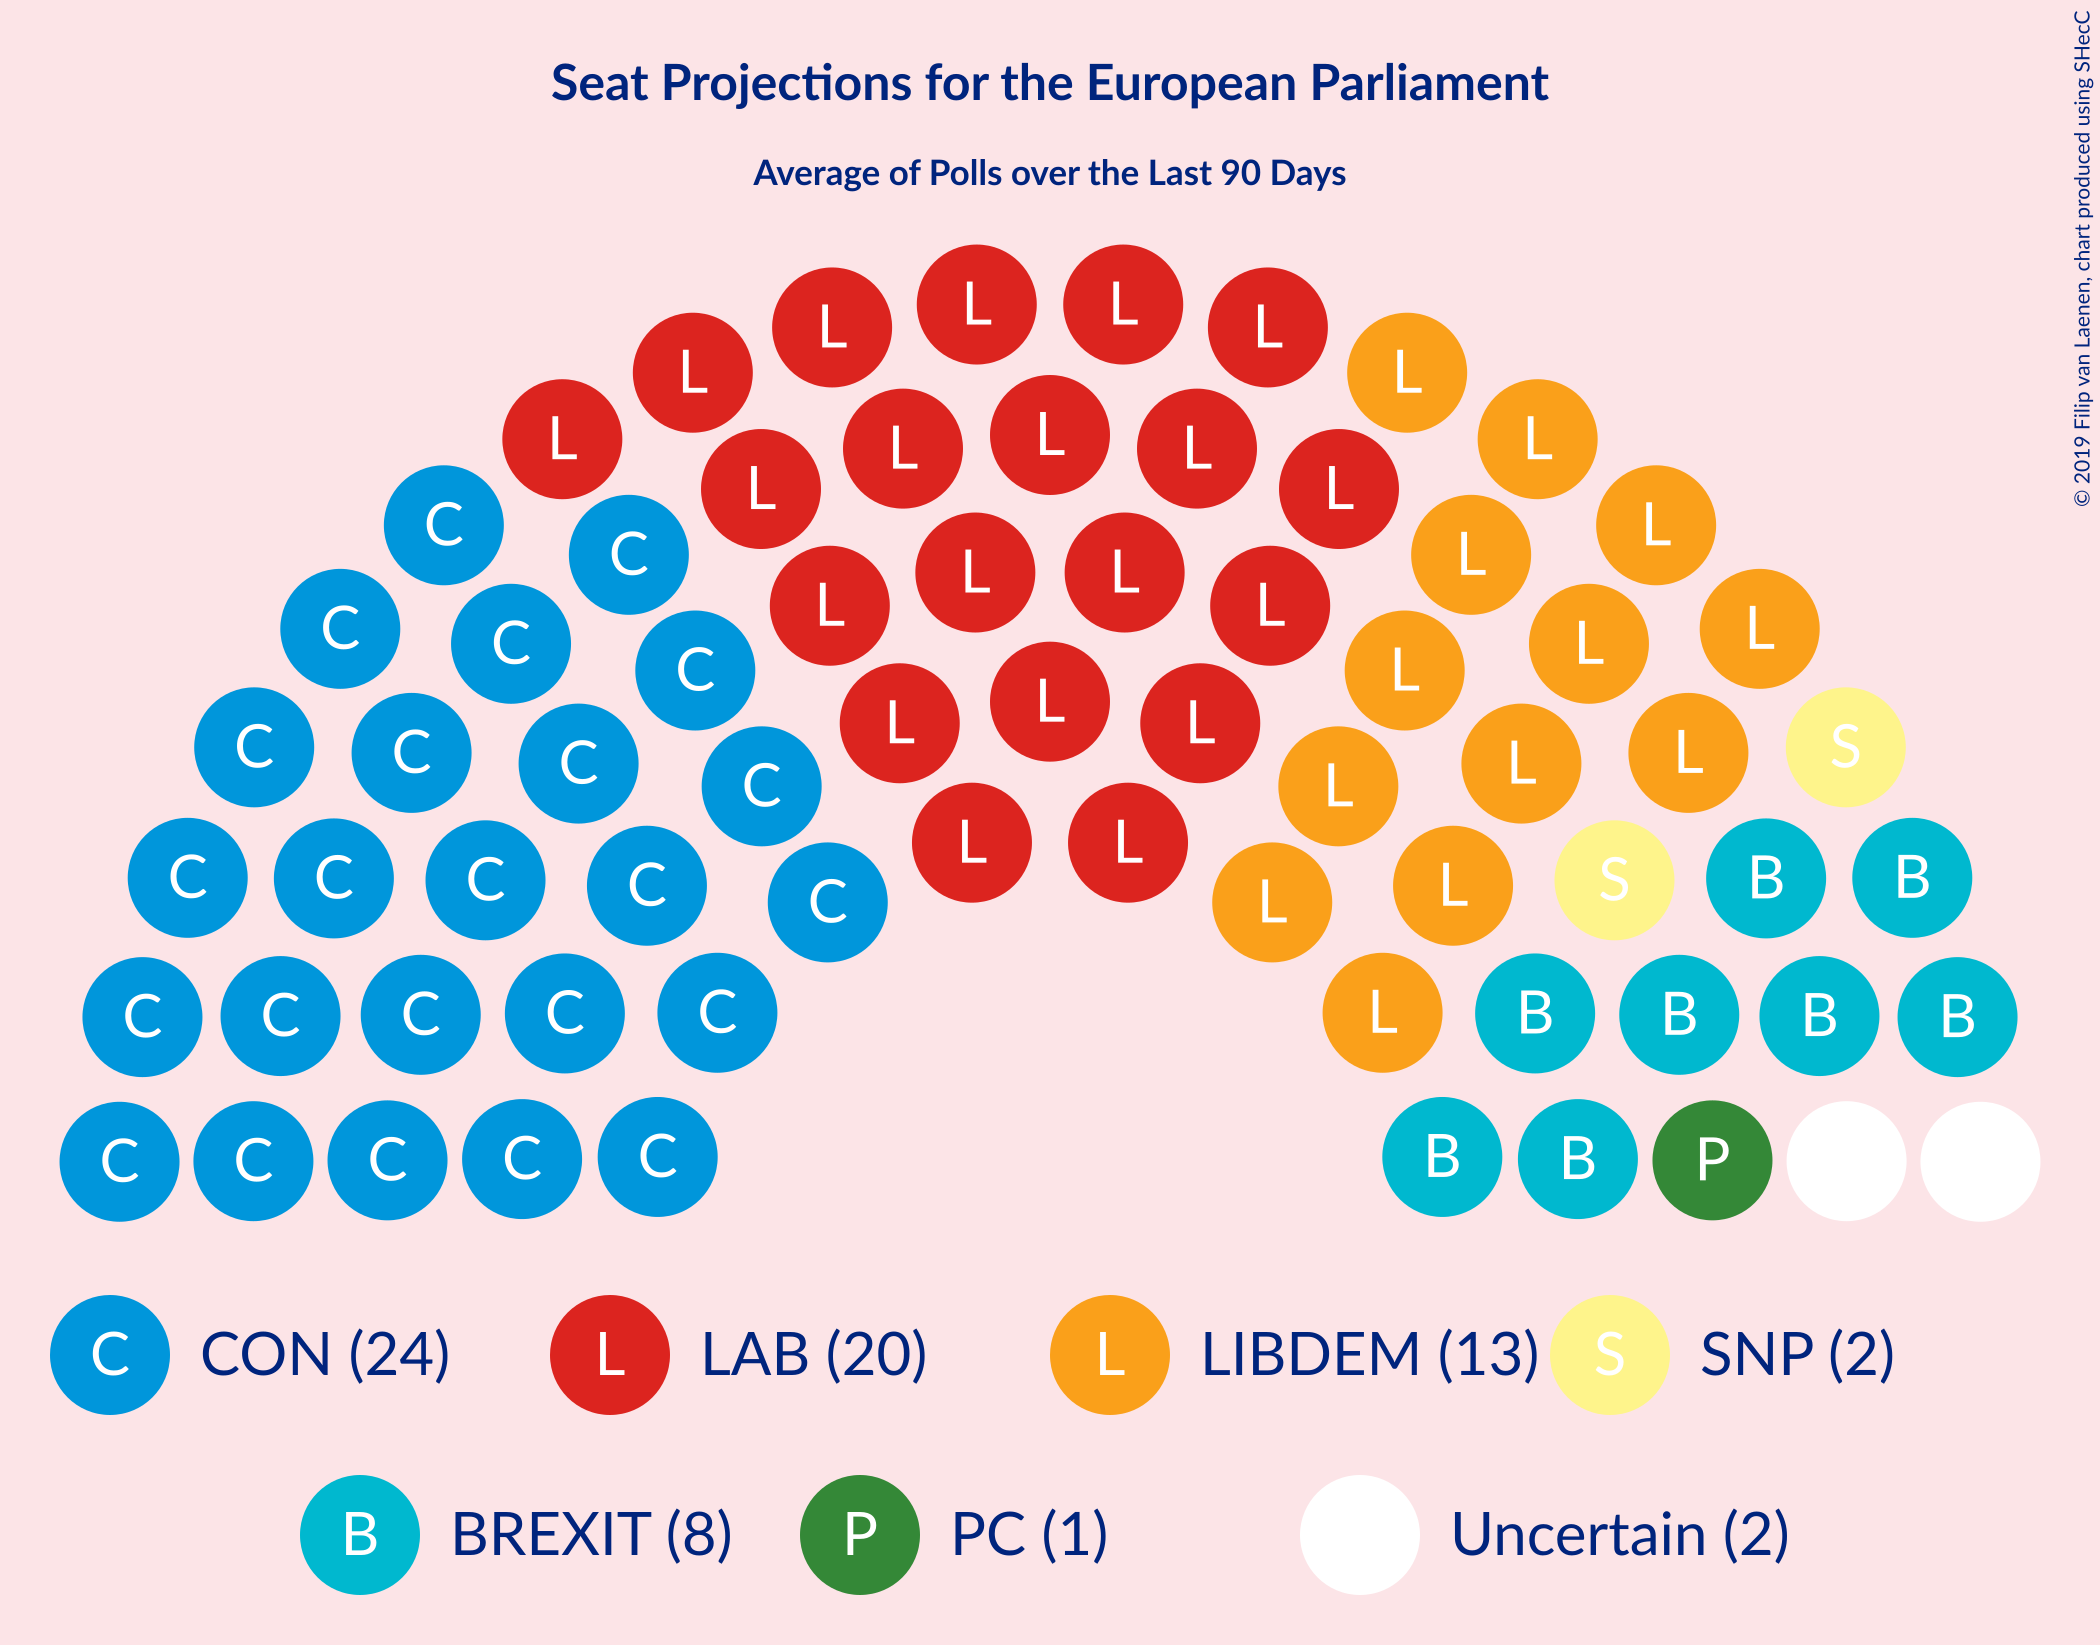 Seat Projections for the European Parliament
Average of Polls over the Last 90 Days
© 2019 Filip van Laenen, chart produced using SHecC
L L L L
L L
L L L L L
L L
C L L L
C C L L
L L L L
C C L L
C L L C
L L L
C C L L S
C C L L
C L
L L
C C C C S B B
C L
C C C C C L B B B B
C C C C C B B P
C CON (24) L LAB (20) L LIBDEM (13) S SNP (2)
B BREXIT (8) P PC (1) Uncertain (2)